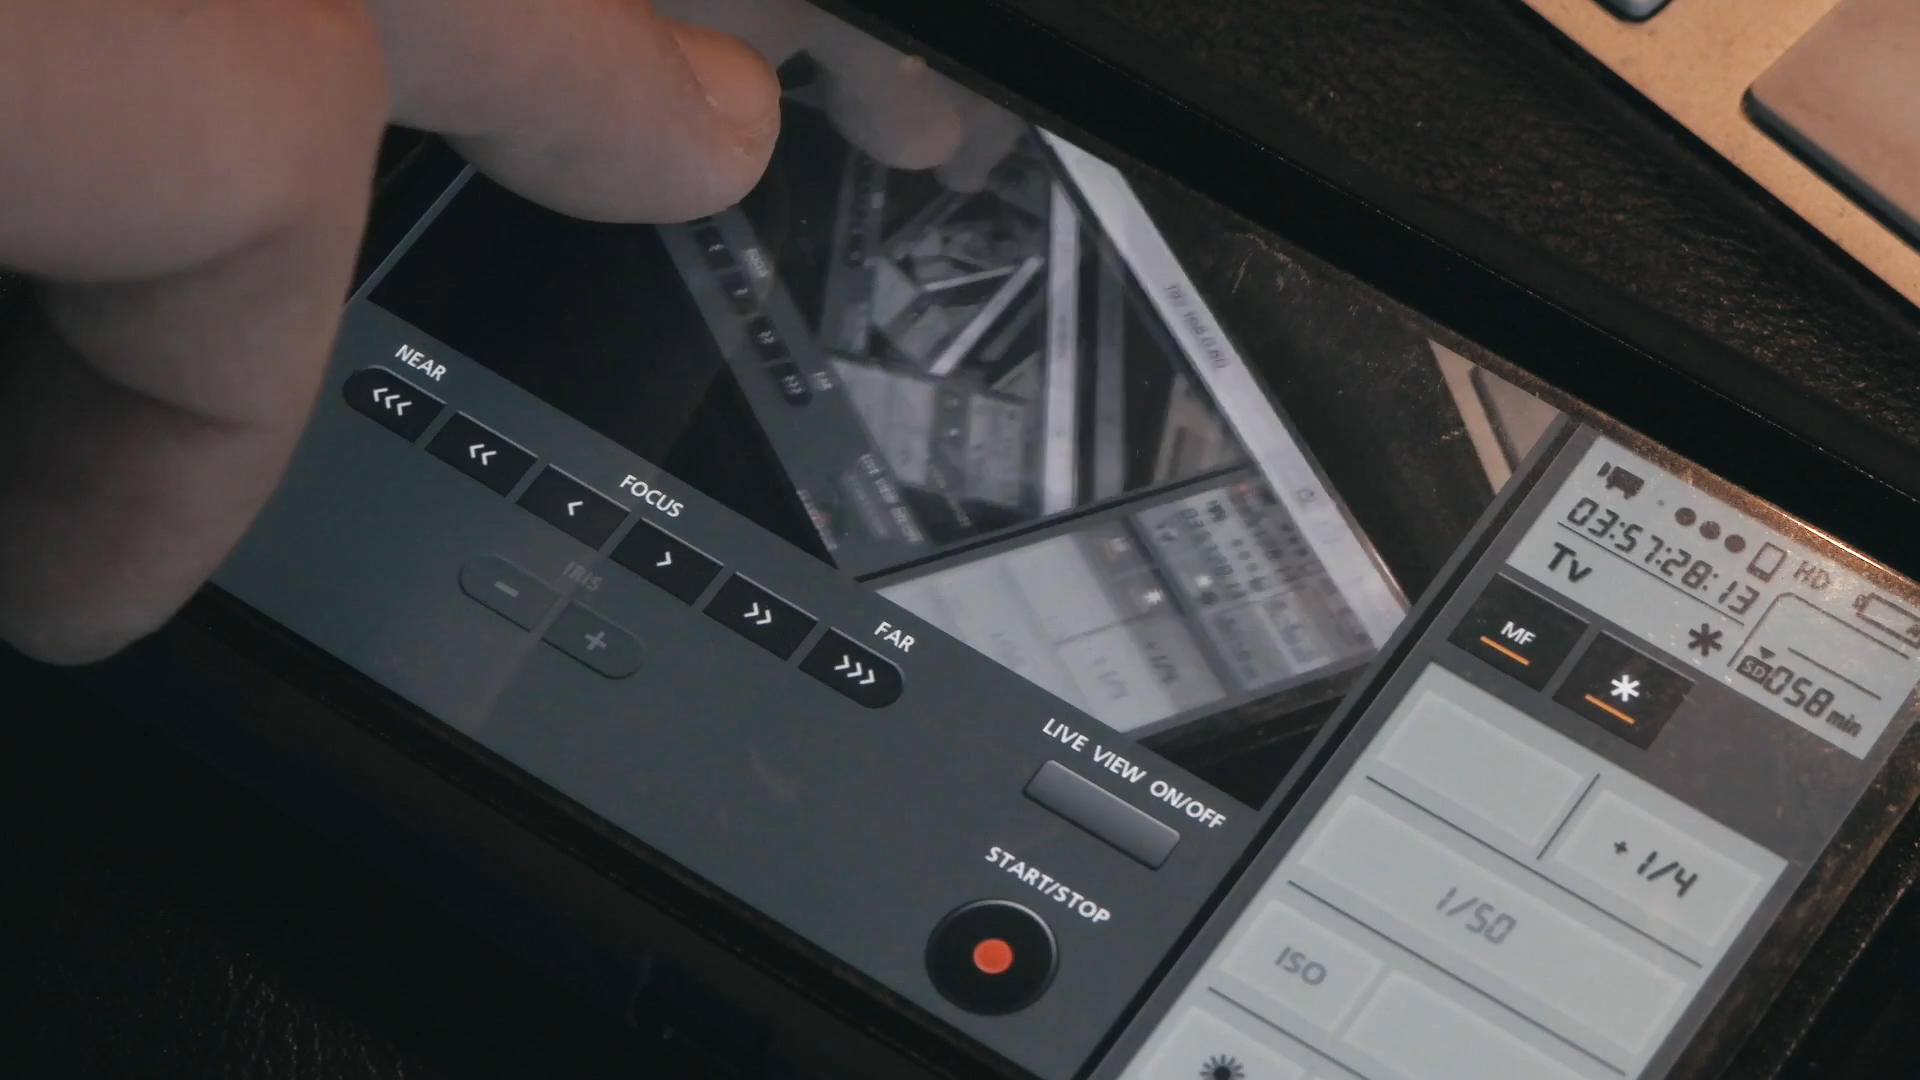 NEAR
FOCUS
IRIS
FAR
LIVE VIEW ON/OFF
START/STOP
HD
03:57:28:13
Tv
SD 058 min
MF
+1/4
1/50
ISO